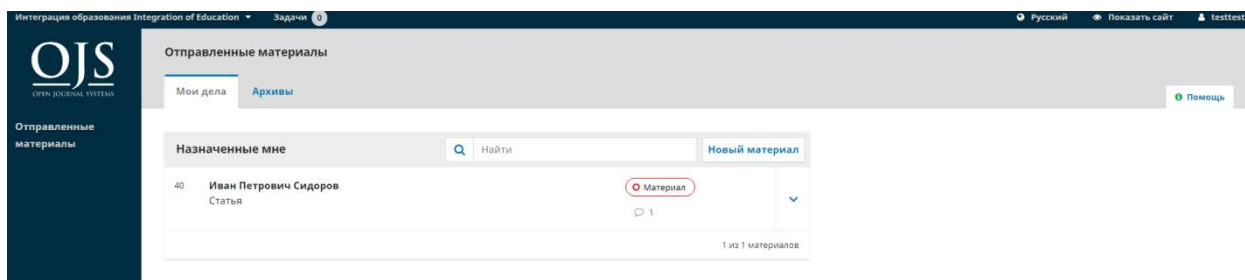 Интеграция образования Integration of Education Задачи 0 Русский Показать сайт testtest
OJS
OPEN JOURNAL SYSTEMS
Отправленные материалы
Отправленные материалы
Мои дела Архивы
Помощь
Назначенные мне Найти Новый материал
40 Иван Петрович Сидоров Материал
Статья
1
1 из 1 материалов